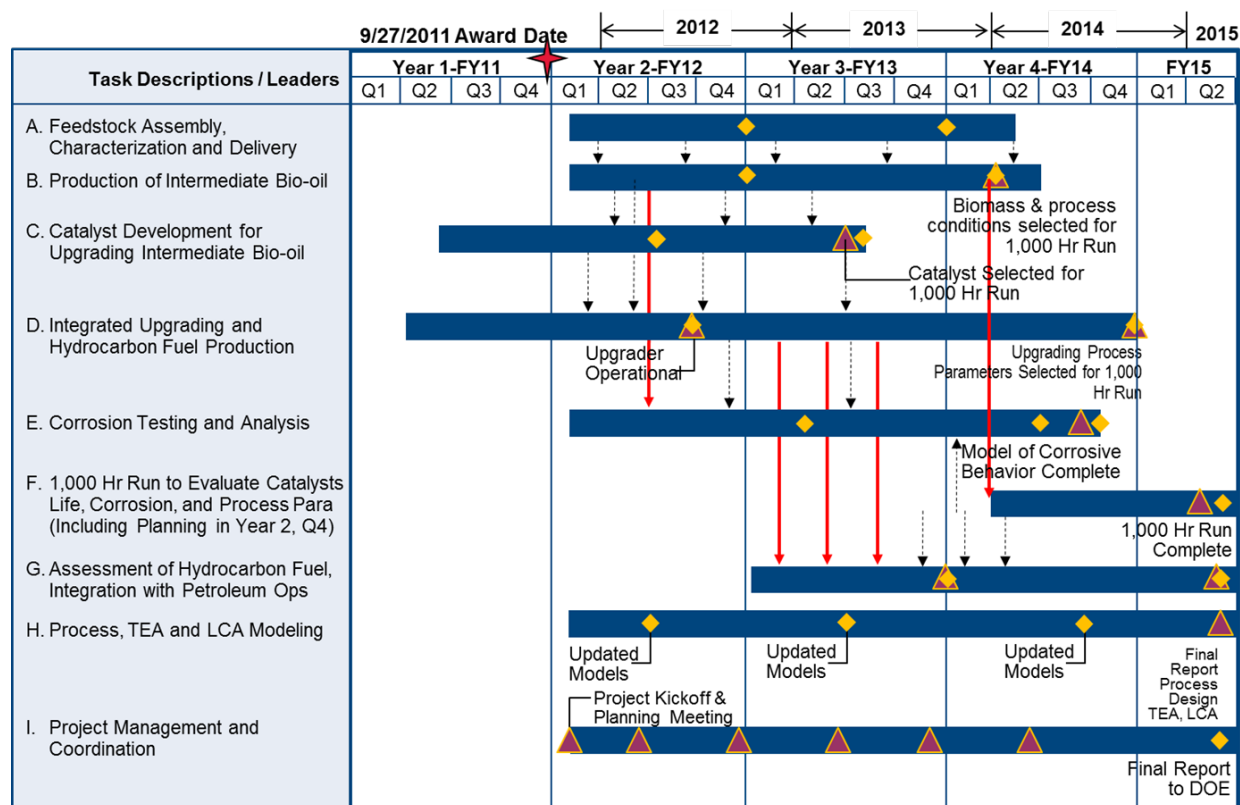 9/27/2011 Award Date
2012
2013
2014
2015
Task Descriptions / Leaders
Year 1-FY11
Year 2-FY12
Year 3-FY13
Year 4-FY14
FY15
Q1
Q2
Q3
Q4
Q1
Q2
Q3
Q4
Q1
Q2
Q3
Q4
Q1
Q2
Q3
Q4
Q1
Q2
A. Feedstock Assembly,
Characterization and Delivery
B. Production of Intermediate Bio-oil
Biomass & process
conditions selected for
1,000 Hr Run
C. Catalyst Development for
Upgrading Intermediate Bio-oil
Catalyst Selected for
1,000 Hr Run
D. Integrated Upgrading and
Hydrocarbon Fuel Production
Upgrader
Operational
Upgrading Process
Parameters Selected for 1,000
Hr Run
E. Corrosion Testing and Analysis
Model of Corrosive
Behavior Complete
F. 1,000 Hr Run to Evaluate Catalysts
Life, Corrosion, and Process Para
(Including Planning in Year 2, Q4)
1,000 Hr Run
Complete
G. Assessment of Hydrocarbon Fuel,
Integration with Petroleum Ops
H. Process, TEA and LCA Modeling
Updated
Models
Updated
Models
Updated
Models
Final
Report
Process
Design
TEA, LCA
I. Project Management and
Coordination
Project Kickoff &
Planning Meeting
Final Report
to DOE